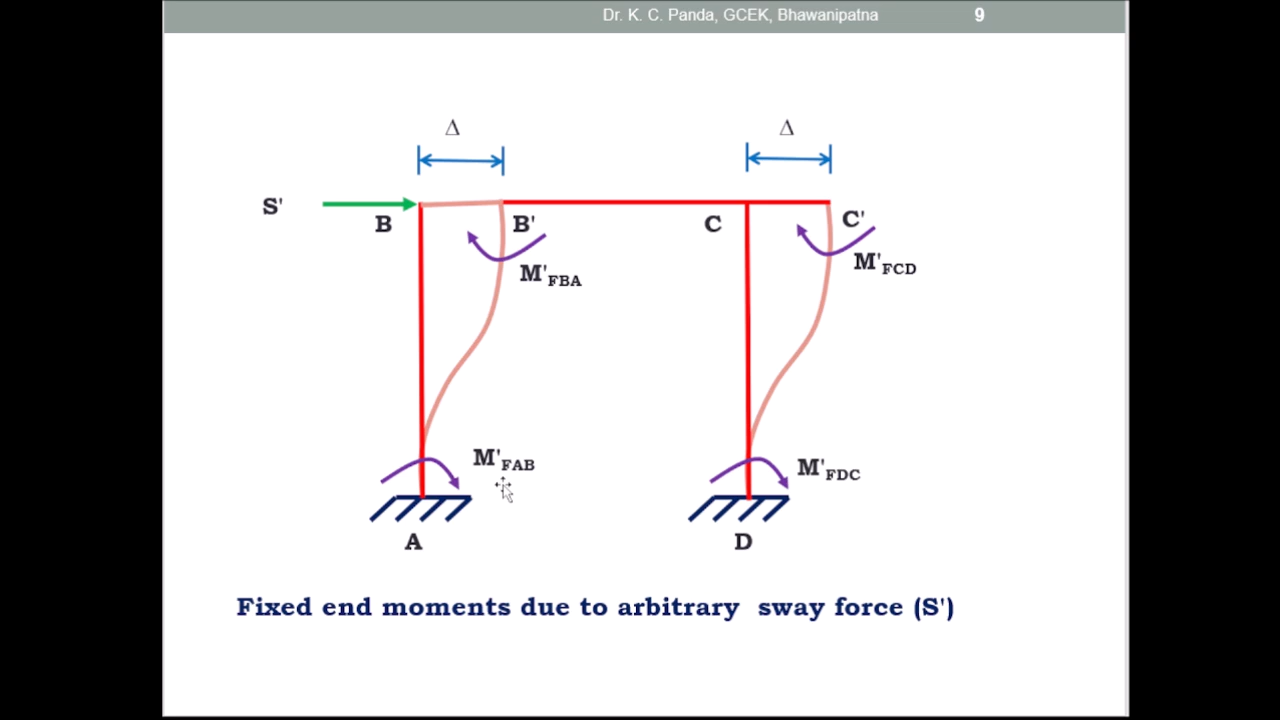 Dr. K. C. Panda, GCEK, Bhawanipatna 9
Δ Δ
S'
B B' C C'
M'FBA M'FCD
M'FAB M'FDC
A D
Fixed end moments due to arbitrary sway force (S')